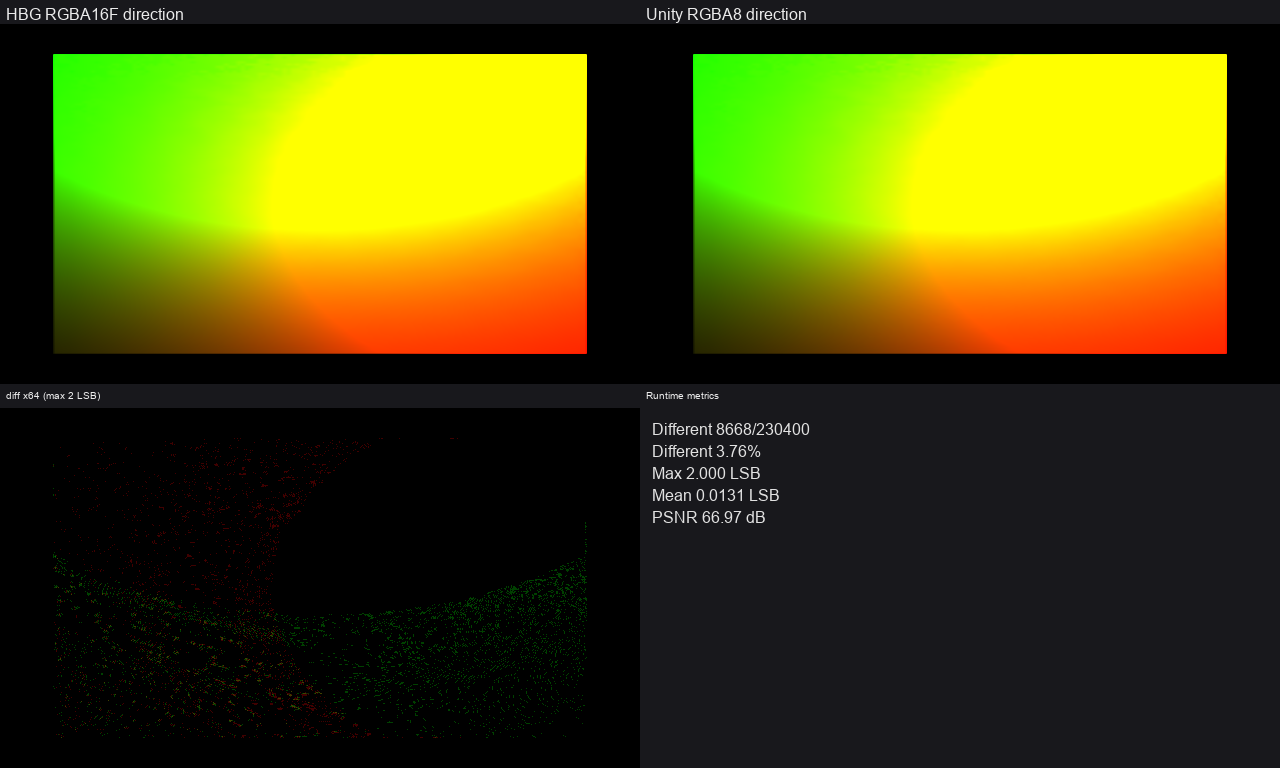 HBG RGBA16F direction
Unity RGBA8 direction
diff x64 (max 2 LSB)
Runtime metrics
Different 8668/230400
Different 3.76%
Max 2.000 LSB
Mean 0.0131 LSB
PSNR 66.97 dB